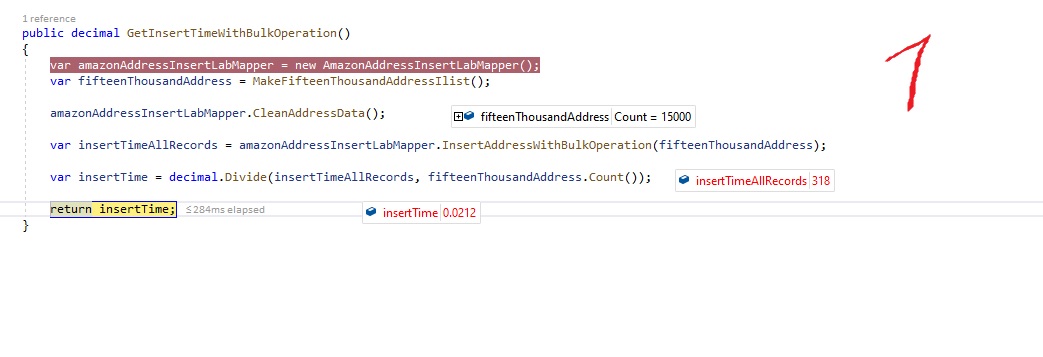 1 reference
public decimal GetInsertTimeWithBulkOperation()
{
var amazonAddressInsertLabMapper = new AmazonAddressInsertLabMapper();
var fifteenThousandAddress = MakeFifteenThousandAddressIlist();
amazonAddressInsertLabMapper.CleanAddressData();
fifteenThousandAddress Count = 15000
var insertTimeAllRecords = amazonAddressInsertLabMapper.InsertAddressWithBulkOperation(fifteenThousandAddress);
var insertTime = decimal.Divide(insertTimeAllRecords, fifteenThousandAddress.Count()); insertTimeAllRecords 318
return insertTime; ≤284ms elapsed insertTime 0.0212
}
1